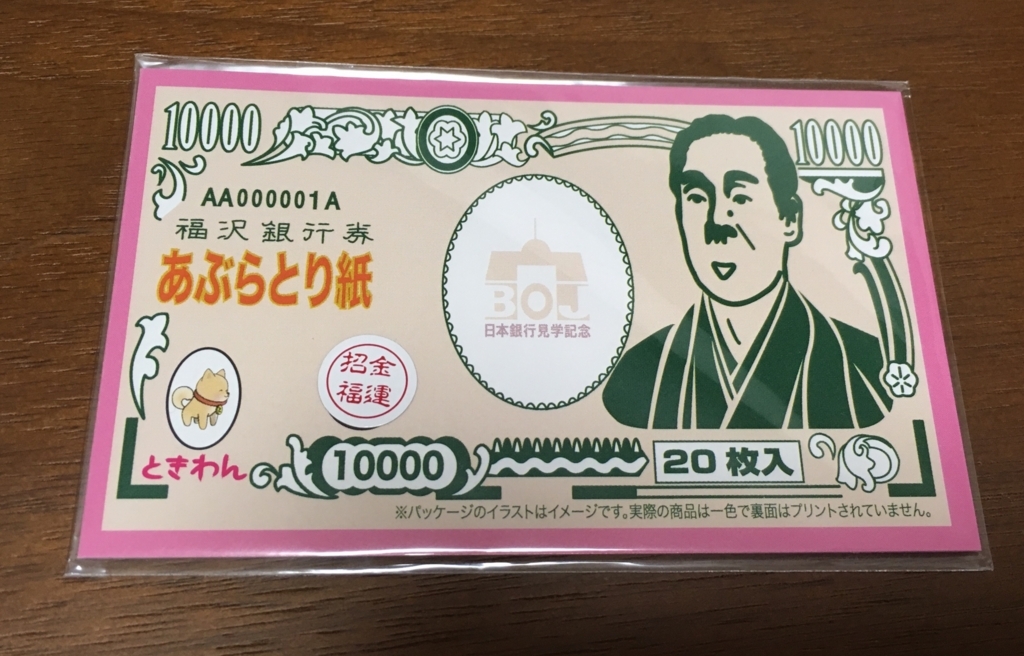 10000
10000
AA000001A
福沢銀行券
あぶらとり紙
BOJ
日本銀行見学記念
招金
福運
ときわん
10000
20枚入
※パッケージのイラストはイメージです。実際の商品は一色で裏面はプリントされていません。